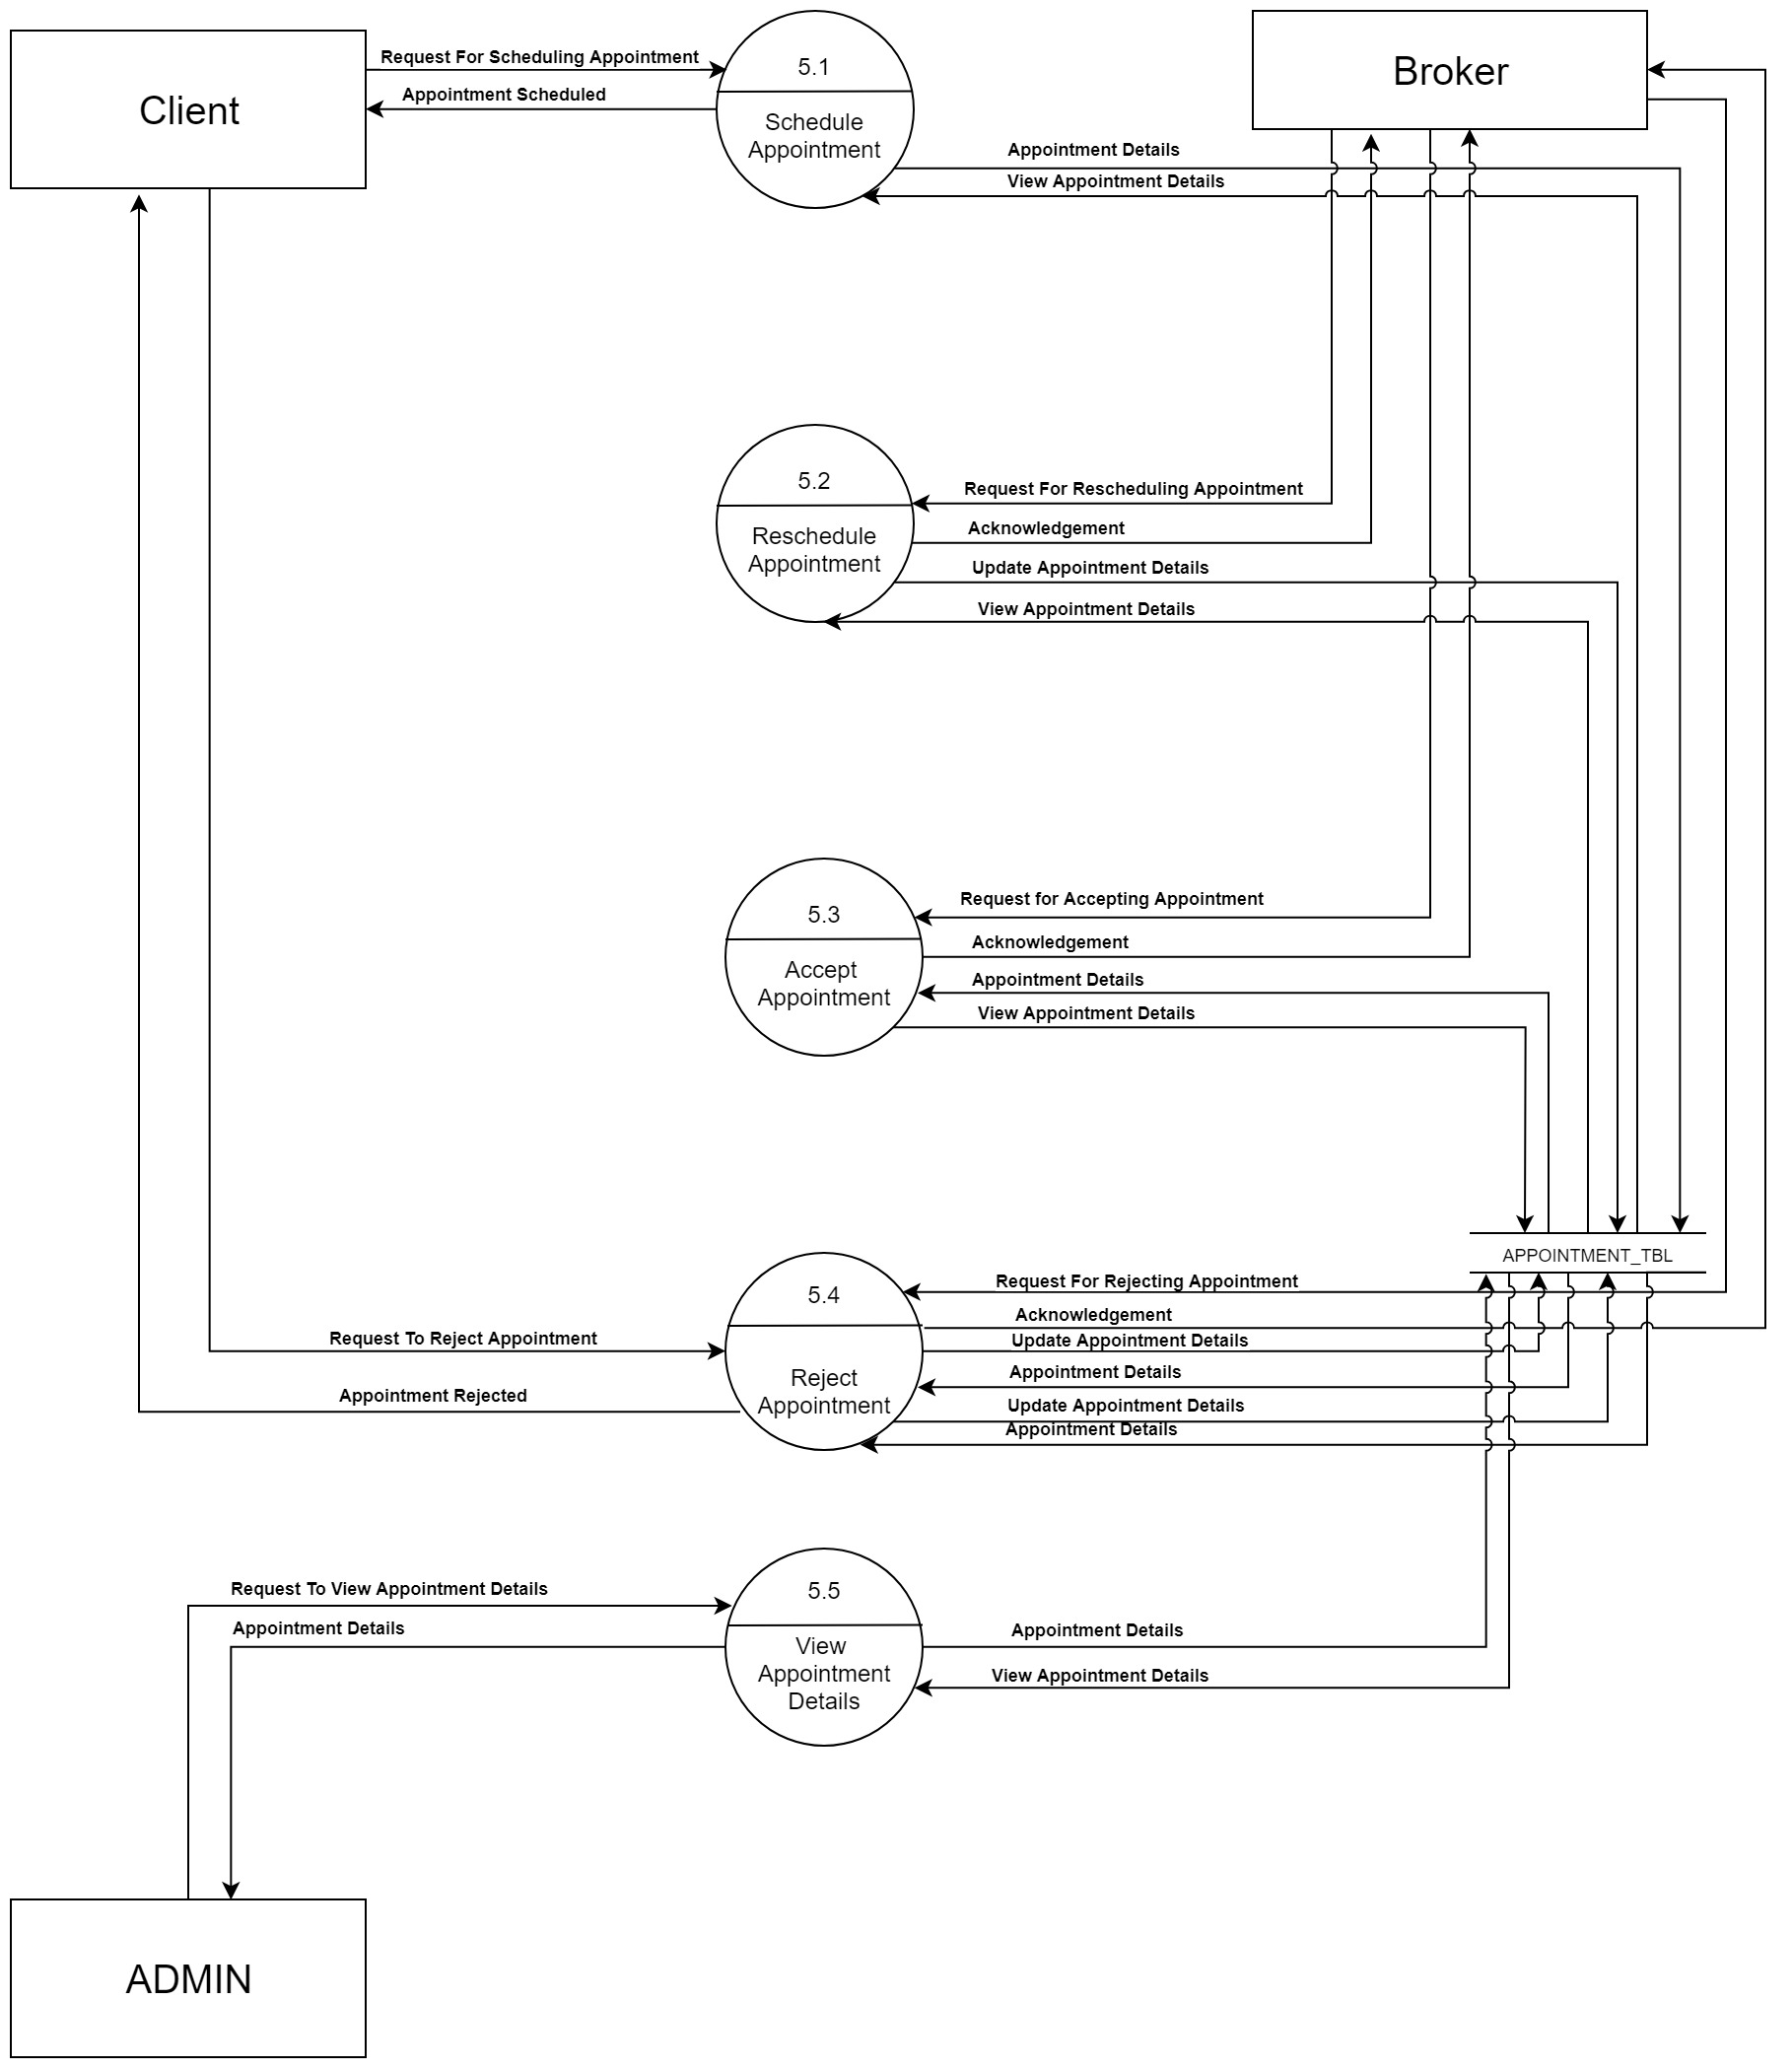 Client
Request For Scheduling Appointment
Appointment Scheduled
5.1
Schedule
Appointment
Broker
Appointment Details
View Appointment Details
5.2
Reschedule
Appointment
Request For Rescheduling Appointment
Acknowledgement
Update Appointment Details
View Appointment Details
5.3
Accept
Appointment
Request for Accepting Appointment
Acknowledgement
Appointment Details
View Appointment Details
APPOINTMENT_TBL
5.4
Reject
Appointment
Request For Rejecting Appointment
Acknowledgement
Update Appointment Details
Appointment Details
Update Appointment Details
Appointment Details
Request To Reject Appointment
Appointment Rejected
Request To View Appointment Details
Appointment Details
5.5
View
Appointment
Details
Appointment Details
View Appointment Details
ADMIN